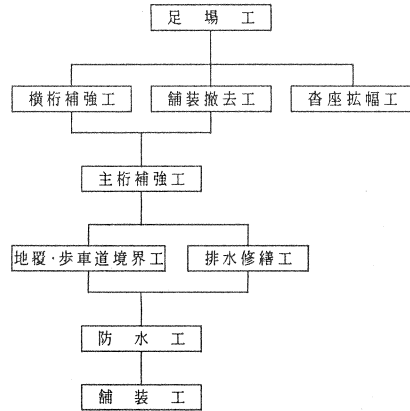 足場工
横桁補強工
舗装撤去工
沓座拡幅工
主桁補強工
地覆・歩車道境界工
排水修繕工
防水工
舗装工